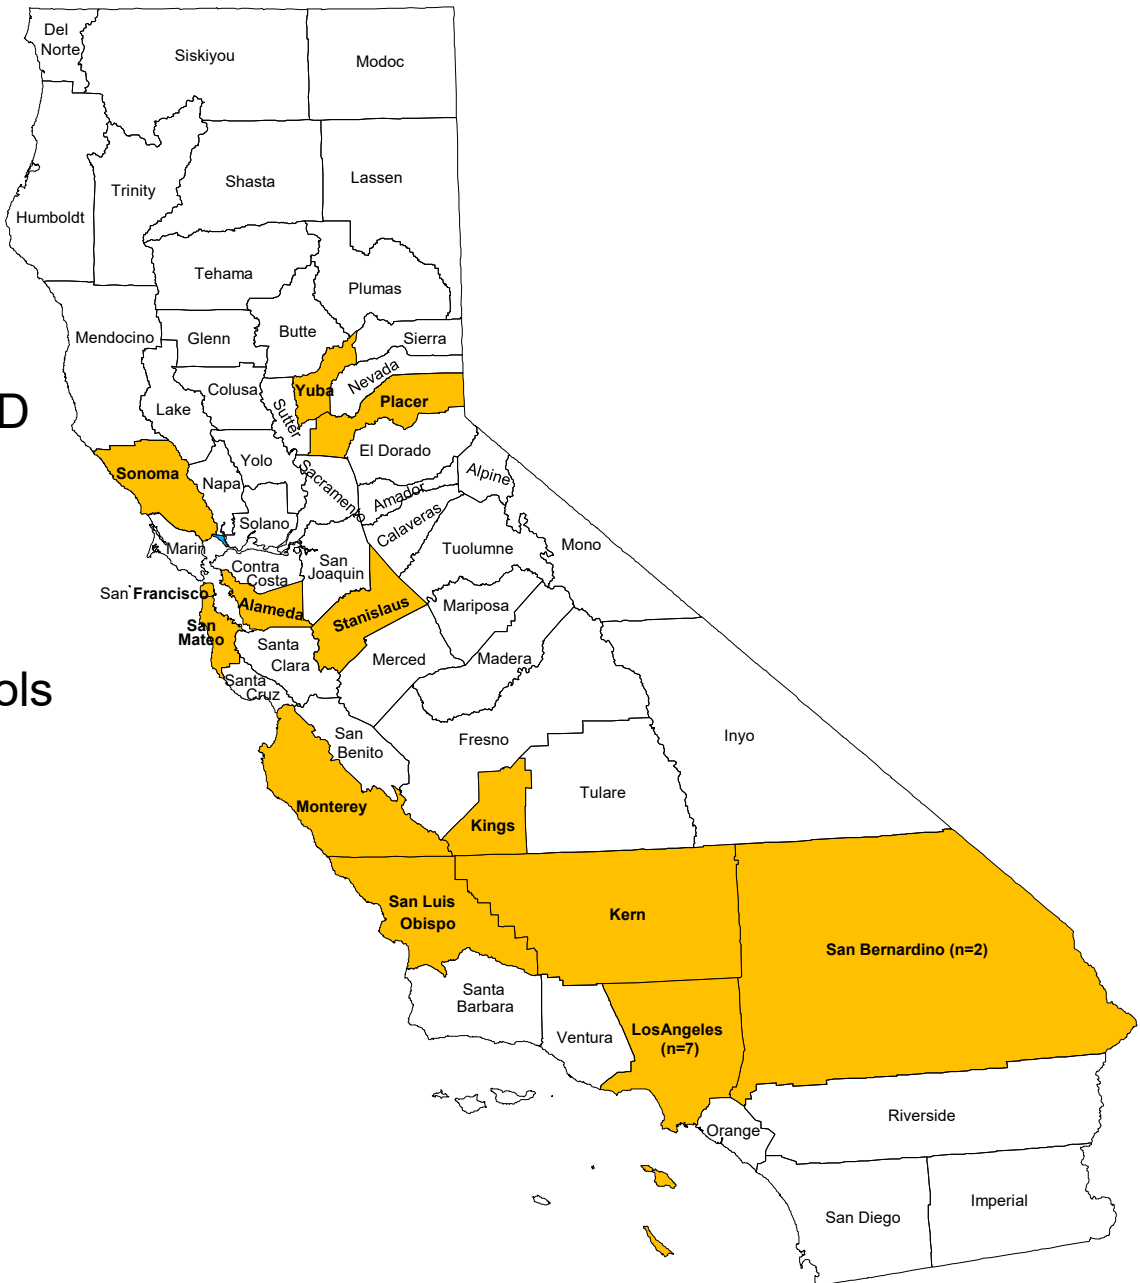 Del
Norte
Siskiyou
Modoc
Humboldt
Trinity
Shasta
Lassen
Tehama
Plumas
Mendocino
Glenn
Butte
Sierra
Lake
Colusa
Sutter
Yuba
Nevada
Placer
D
El Dorado
Sonoma
Napa
Yolo
Sacramento
Amador
Alpine
Calaveras
Solano
Marin
Contra
Costa
San
Joaquin
Tuolumne
Mono
San`Francisco
Alameda
Stanislaus
Mariposa
San
Mateo
Santa
Clara
Merced
Madera
Santa
Cruz
ols
San
Benito
Fresno
Inyo
Tulare
Monterey
Kings
San Luis
Obispo
Kern
San Bernardino (n=2)
Santa
Barbara
Ventura
LosAngeles
(n=7)
Orange
Riverside
San Diego
Imperial